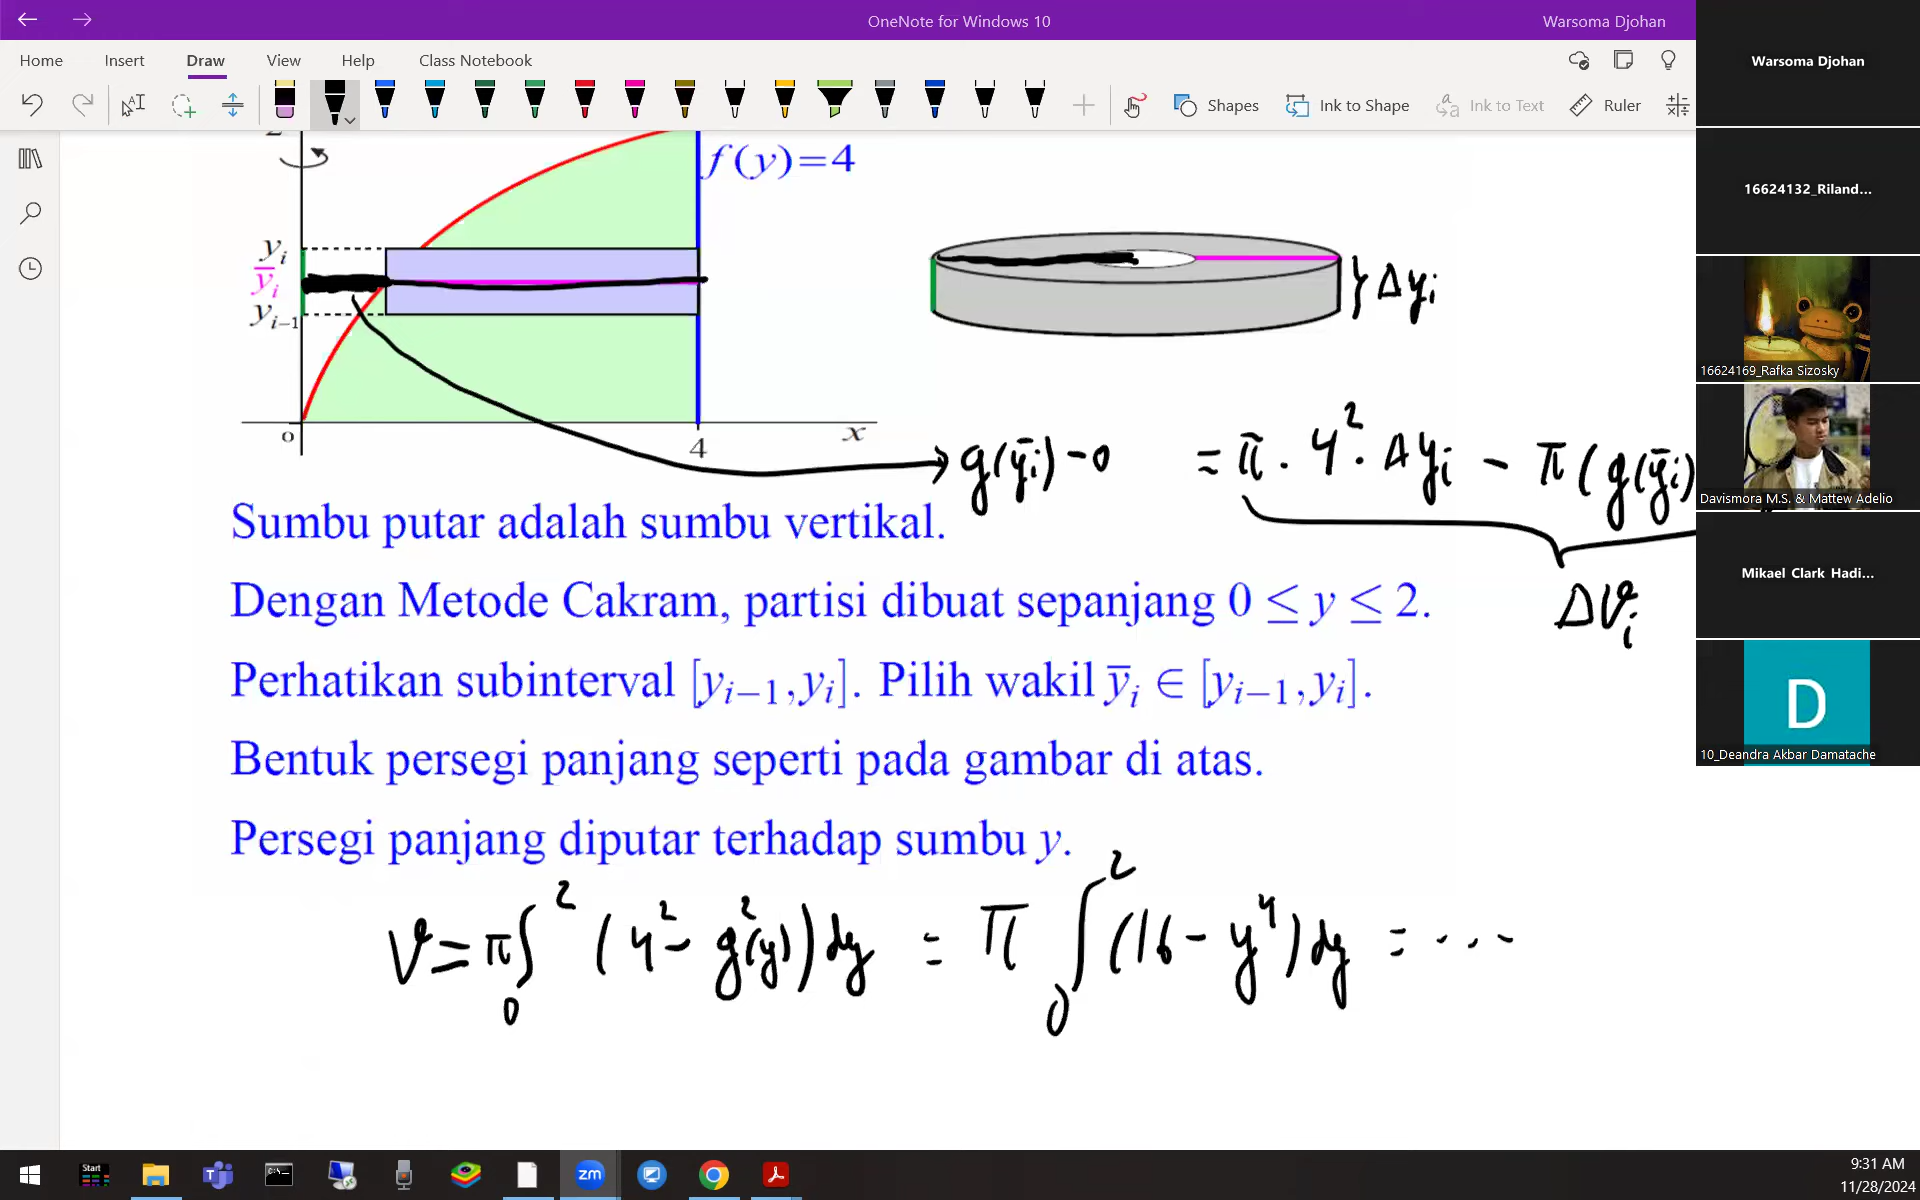 OneNote for Windows 10
Warsoma Djohan
Home Insert Draw View Help Class Notebook
Shapes Ink to Shape Ink to Text Ruler
f(y)=4
yᵢ
ȳᵢ
yᵢ₋₁
o
4
x
} Δyᵢ
g(ȳᵢ) - 0 = π · 4² · Δyᵢ - π(g(ȳᵢ)
ΔVᵢ
Sumbu putar adalah sumbu vertikal.
Dengan Metode Cakram, partisi dibuat sepanjang 0 ≤ y ≤ 2.
Perhatikan subinterval [yᵢ₋₁,yᵢ]. Pilih wakil ȳᵢ ∈ [yᵢ₋₁,yᵢ].
Bentuk persegi panjang seperti pada gambar di atas.
Persegi panjang diputar terhadap sumbu y.
V = π ∫₀² (4² - g²(y)) dy = π ∫₀² (16 - y⁴) dy = ...
Warsoma Djohan
16624132_Riland...
16624169_Rafka Sizosky
Davismora M.S. & Mattew Adelio
Mikael Clark Hadi...
D
10_Deandra Akbar Damatache
Start
zm
9:31 AM
11/28/2024